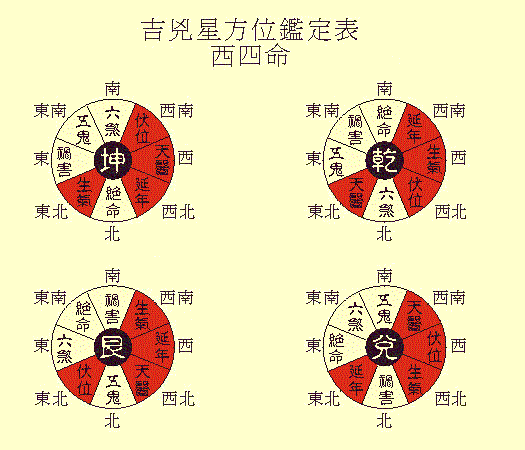 吉兇星方位鑑定表
西四命
南
東南
西南
東
西
東北
西北
北
六煞
伏位
天醫
延年
絕命
生氣
禍害
五鬼
坤
南
東南
西南
東
西
東北
西北
北
絕命
延年
生氣
伏位
六煞
天醫
五鬼
禍害
乾
南
東南
西南
東
西
東北
西北
北
禍害
生氣
延年
天醫
五鬼
伏位
六煞
絕命
艮
南
東南
西南
東
西
東北
西北
北
五鬼
天醫
伏位
生氣
禍害
延年
絕命
六煞
兌